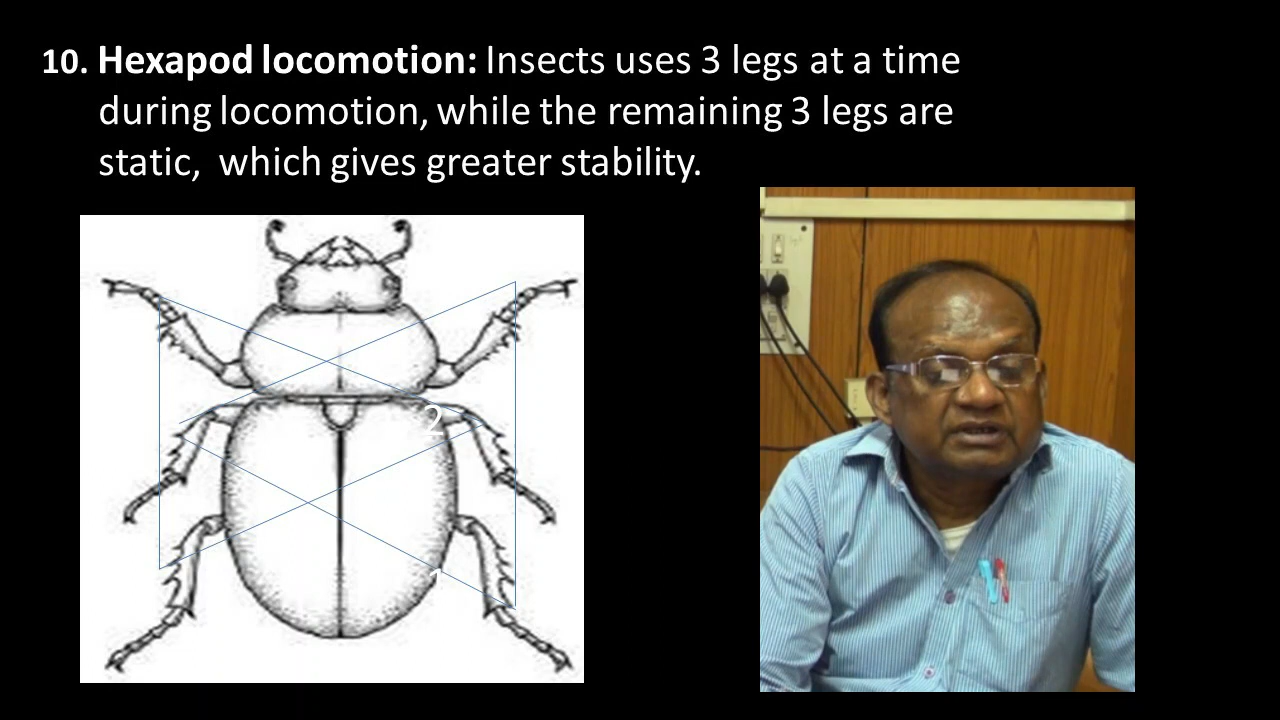 10. Hexapod locomotion: Insects uses 3 legs at a time
during locomotion, while the remaining 3 legs are
static, which gives greater stability.
2
1